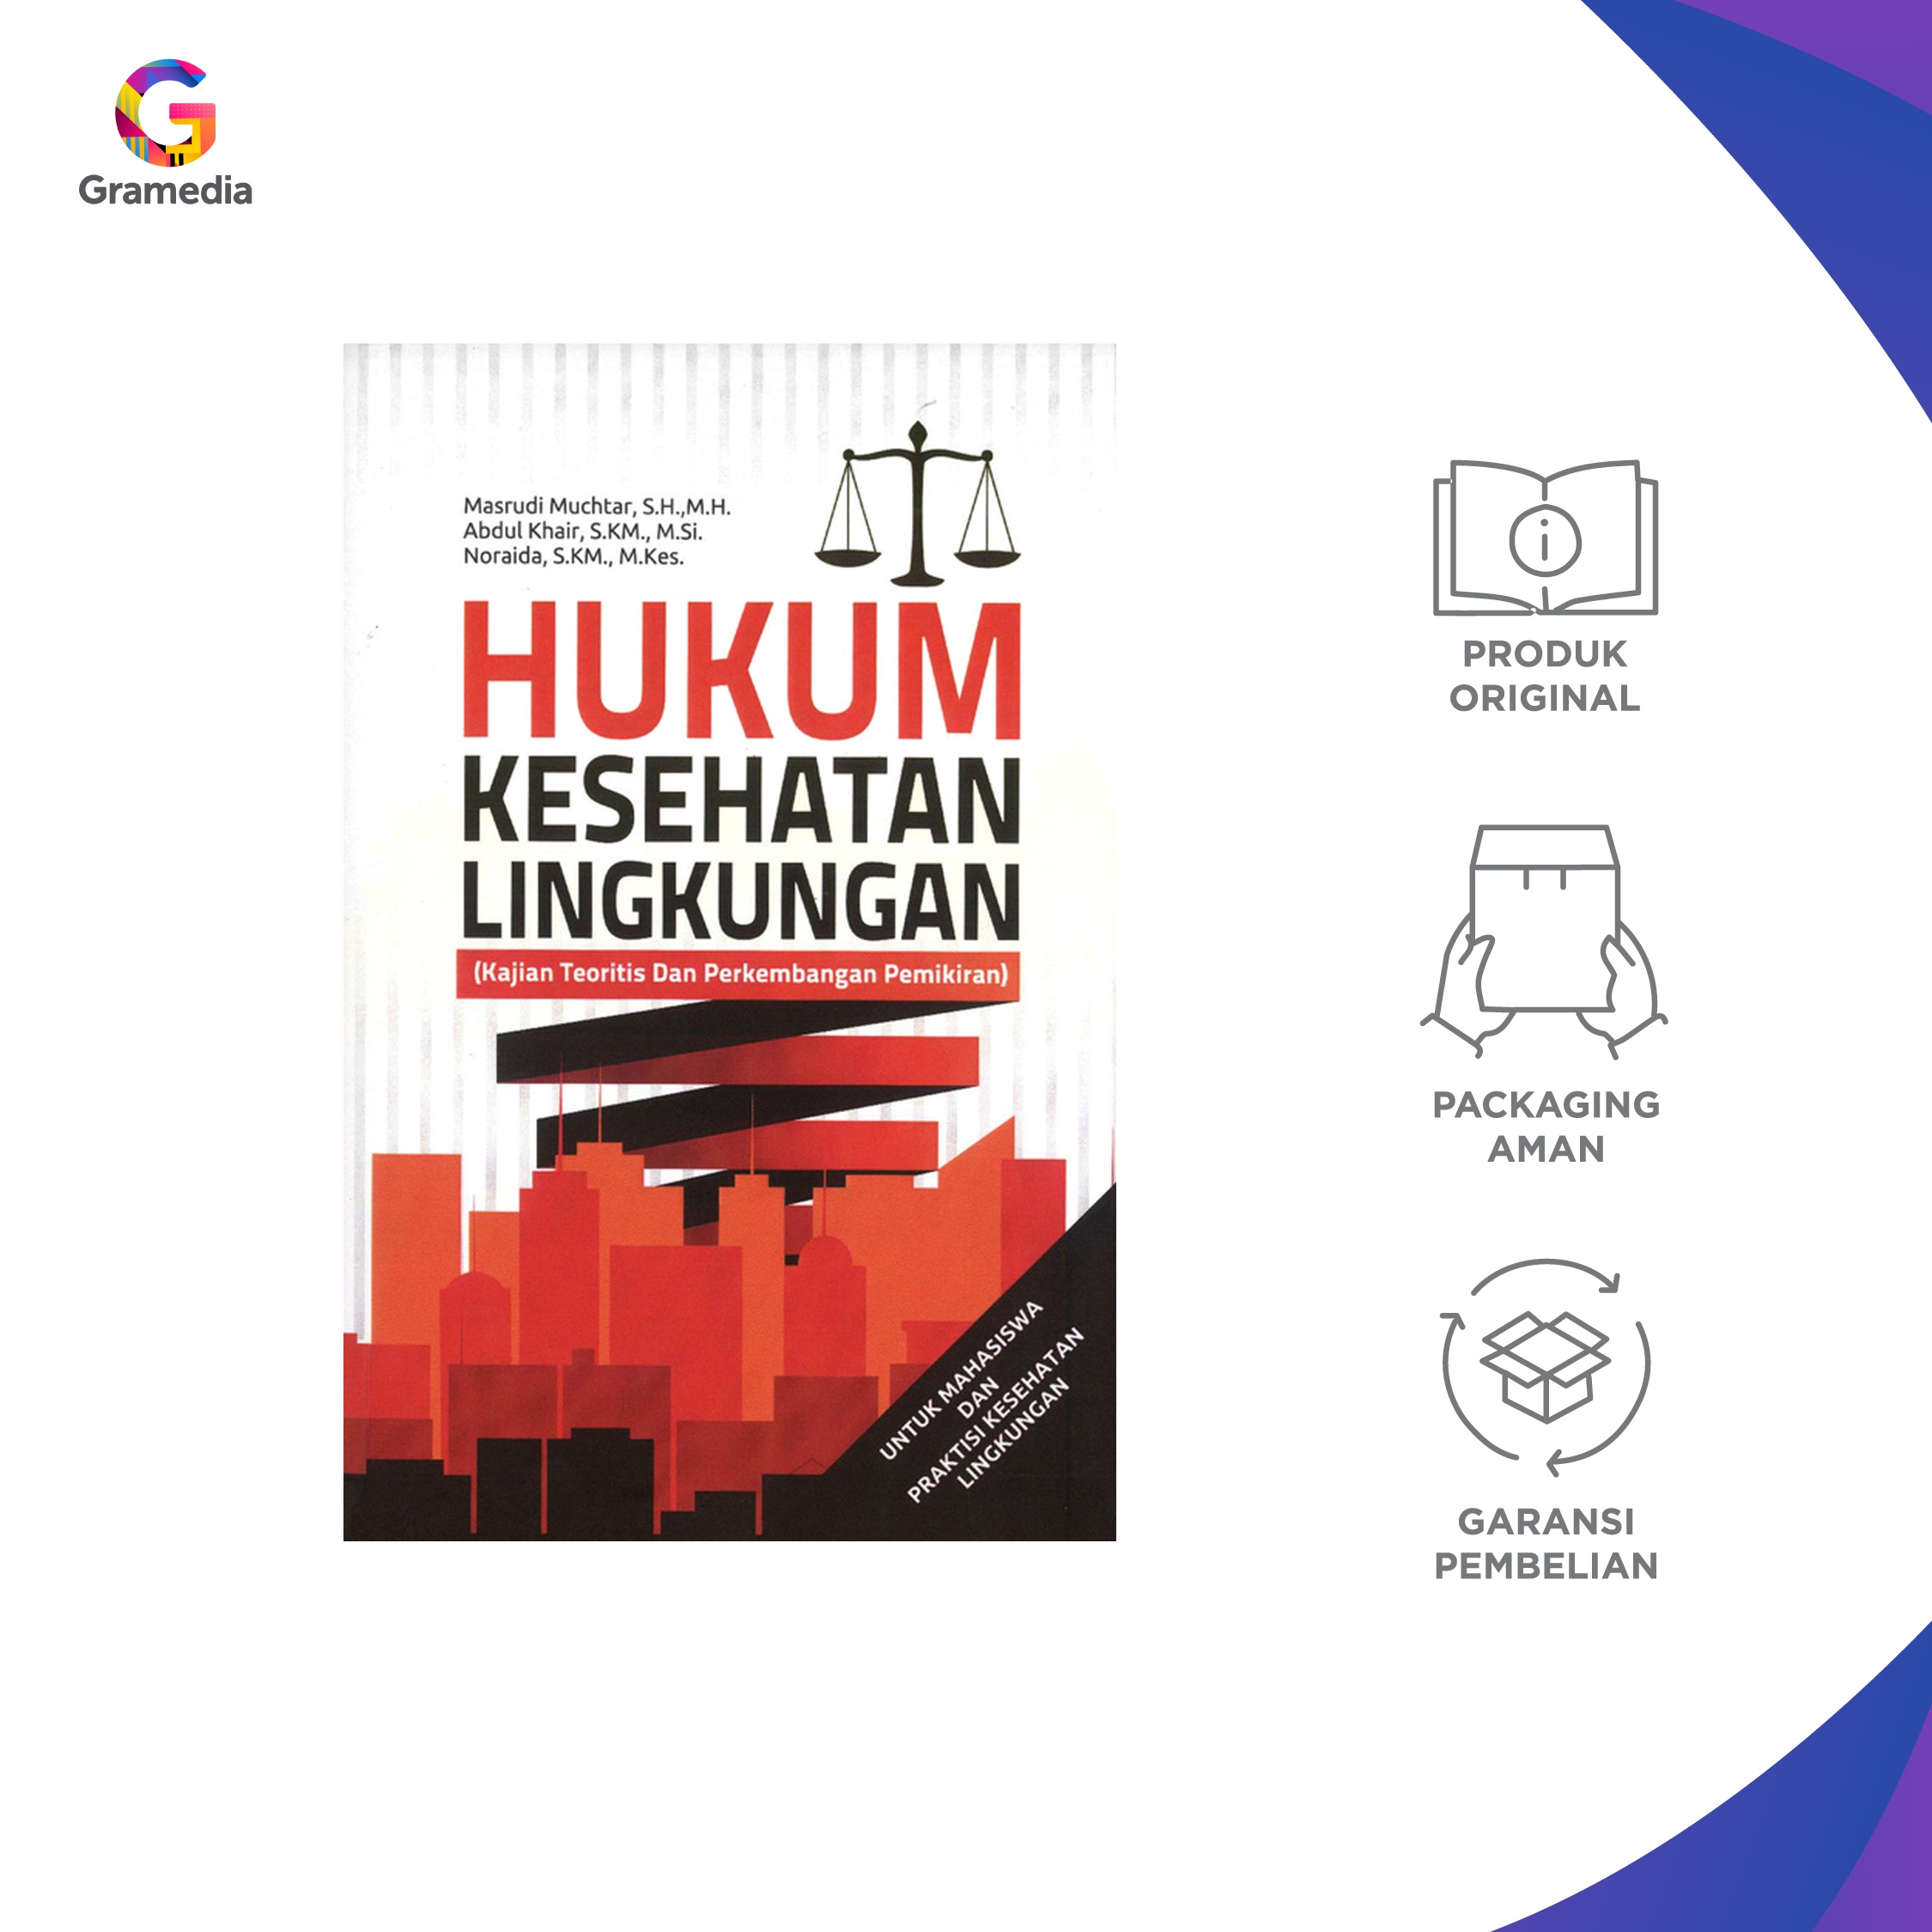 Gramedia
Masrudi Muchtar, S.H.,M.H.
Abdul Khair, S.KM., M.Si.
Noraida, S.KM., M.Kes.
HUKUM
KESEHATAN
LINGKUNGAN
(Kajian Teoritis Dan Perkembangan Pemikiran)
UNTUK MAHASISWA
DAN
PRAKTISI KESEHATAN
LINGKUNGAN
PRODUK
ORIGINAL
PACKAGING
AMAN
GARANSI
PEMBELIAN